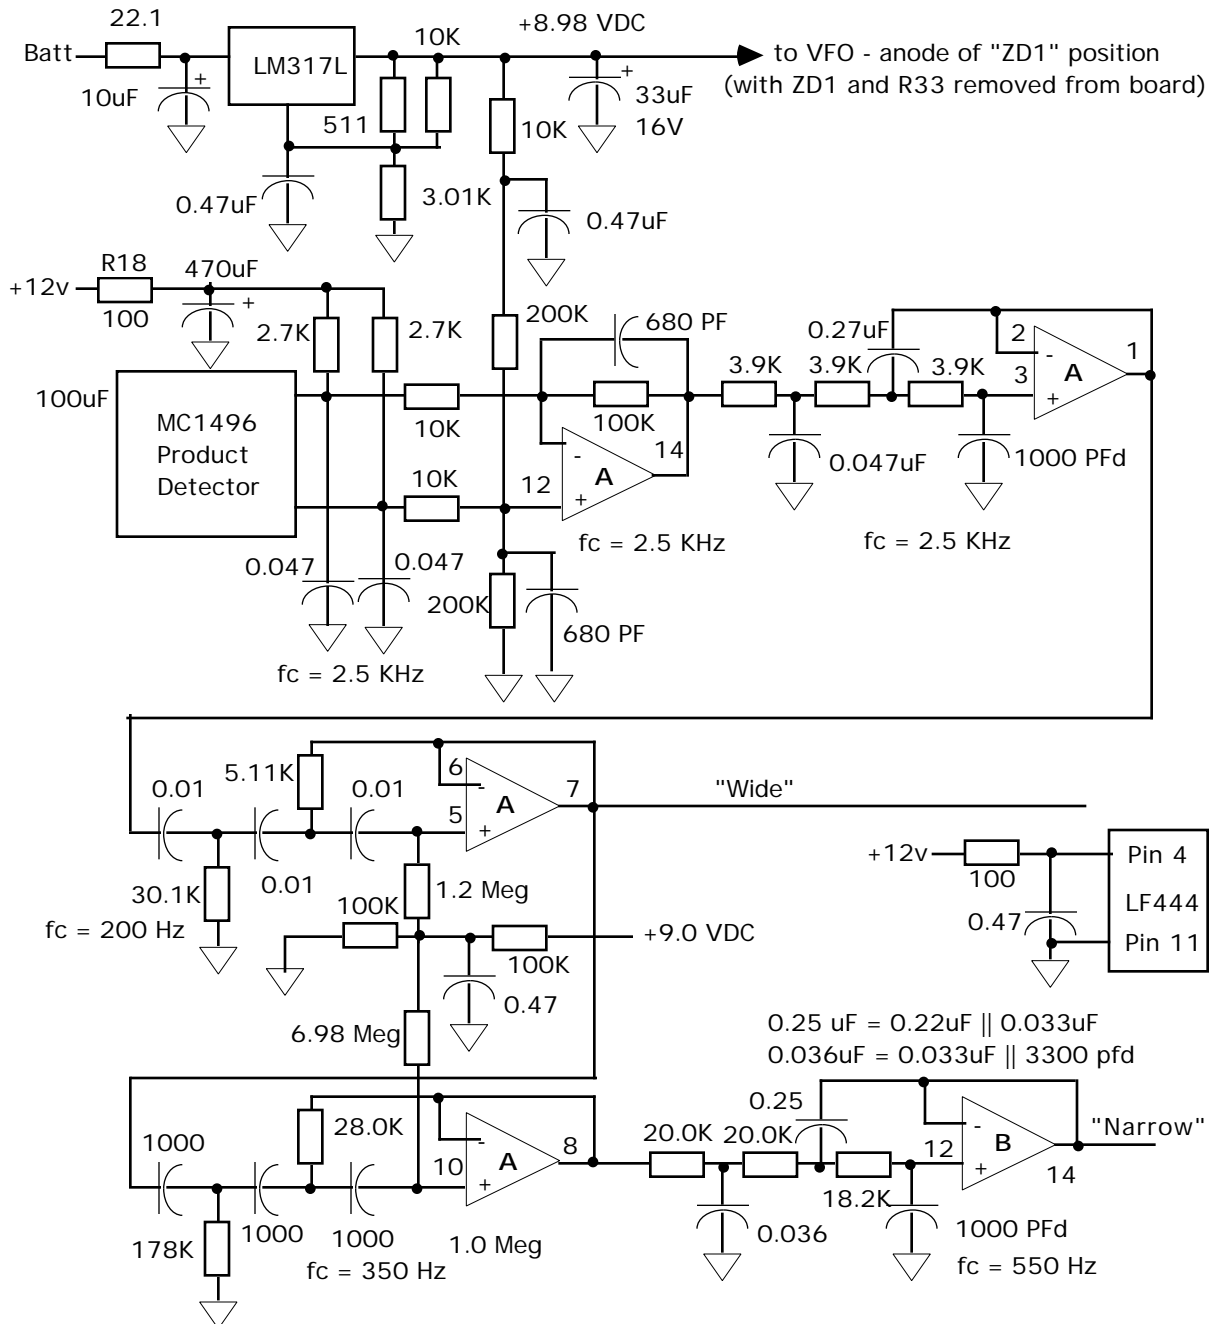 22.1
+8.98 VDC
Batt
LM317L
10K
to VFO - anode of "ZD1" position
(with ZD1 and R33 removed from board)
10uF
511
10K
33uF
16V
+
+
0.47uF
3.01K
0.47uF
R18
470uF
+12v
+
100
2.7K
2.7K
200K
680 PF
0.27uF
2
1
100uF
MC1496
Product
Detector
10K
100K
3.9K
3.9K
3.9K
3
-
A
+
14
10K
12
-
A
+
0.047uF
1000 PFd
fc = 2.5 KHz
fc = 2.5 KHz
0.047
0.047
200K
680 PF
fc = 2.5 KHz
5.11K
0.01
0.01
6
-
7
"Wide"
5
A
+
0.01
30.1K
1.2 Meg
fc = 200 Hz
100K
+9.0 VDC
100K
0.47
+12v
100
Pin 4
0.47
LF444
Pin 11
6.98 Meg
0.25 uF = 0.22uF || 0.033uF
0.036uF = 0.033uF || 3300 pfd
1000
28.0K
-
8
10
A
+
20.0K
20.0K
0.25
12
-
B
+
"Narrow"
14
178K
1000
1000
1.0 Meg
fc = 350 Hz
0.036
18.2K
1000 PFd
fc = 550 Hz